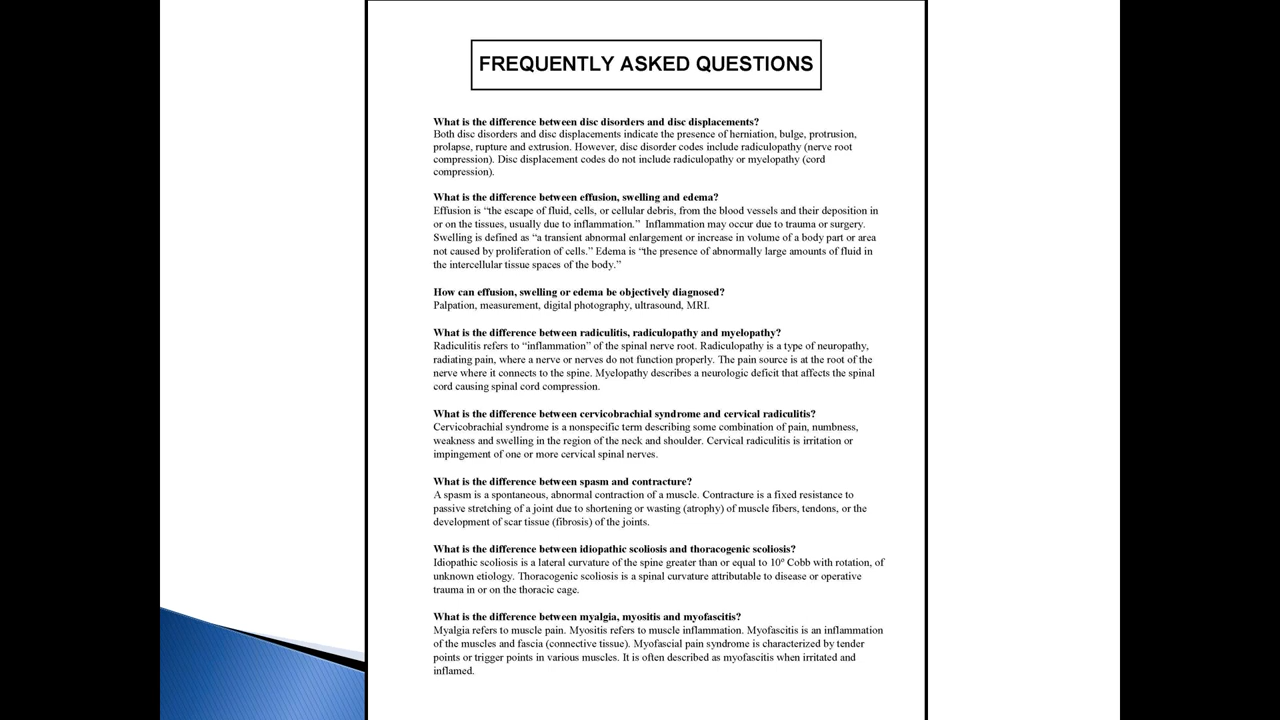 FREQUENTLY ASKED QUESTIONS
What is the difference between disc disorders and disc displacements?
Both disc disorders and disc displacements indicate the presence of herniation, bulge, protrusion,
prolapse, rupture and extrusion. However, disc disorder codes include radiculopathy (nerve root
compression). Disc displacement codes do not include radiculopathy or myelopathy (cord
compression).
What is the difference between effusion, swelling and edema?
Effusion is “the escape of fluid, cells, or cellular debris, from the blood vessels and their deposition in
or on the tissues, usually due to inflammation.” Inflammation may occur due to trauma or surgery.
Swelling is defined as “a transient abnormal enlargement or increase in volume of a body part or area
not caused by proliferation of cells.” Edema is “the presence of abnormally large amounts of fluid in
the intercellular tissue spaces of the body.”
How can effusion, swelling or edema be objectively diagnosed?
Palpation, measurement, digital photography, ultrasound, MRI.
What is the difference between radiculitis, radiculopathy and myelopathy?
Radiculitis refers to “inflammation” of the spinal nerve root. Radiculopathy is a type of neuropathy,
radiating pain, where a nerve or nerves do not function properly. The pain source is at the root of the
nerve where it connects to the spine. Myelopathy describes a neurologic deficit that affects the spinal
cord causing spinal cord compression.
What is the difference between cervicobrachial syndrome and cervical radiculitis?
Cervicobrachial syndrome is a nonspecific term describing some combination of pain, numbness,
weakness and swelling in the region of the neck and shoulder. Cervical radiculitis is irritation or
impingement of one or more cervical spinal nerves.
What is the difference between spasm and contracture?
A spasm is a spontaneous, abnormal contraction of a muscle. Contracture is a fixed resistance to
passive stretching of a joint due to shortening or wasting (atrophy) of muscle fibers, tendons, or the
development of scar tissue (fibrosis) of the joints.
What is the difference between idiopathic scoliosis and thoracogenic scoliosis?
Idiopathic scoliosis is a lateral curvature of the spine greater than or equal to 10° Cobb with rotation, of
unknown etiology. Thoracogenic scoliosis is a spinal curvature attributable to disease or operative
trauma in or on the thoracic cage.
What is the difference between myalgia, myositis and myofascitis?
Myalgia refers to muscle pain. Myositis refers to muscle inflammation. Myofascitis is an inflammation
of the muscles and fascia (connective tissue). Myofascial pain syndrome is characterized by tender
points or trigger points in various muscles. It is often described as myofascitis when irritated and
inflamed.